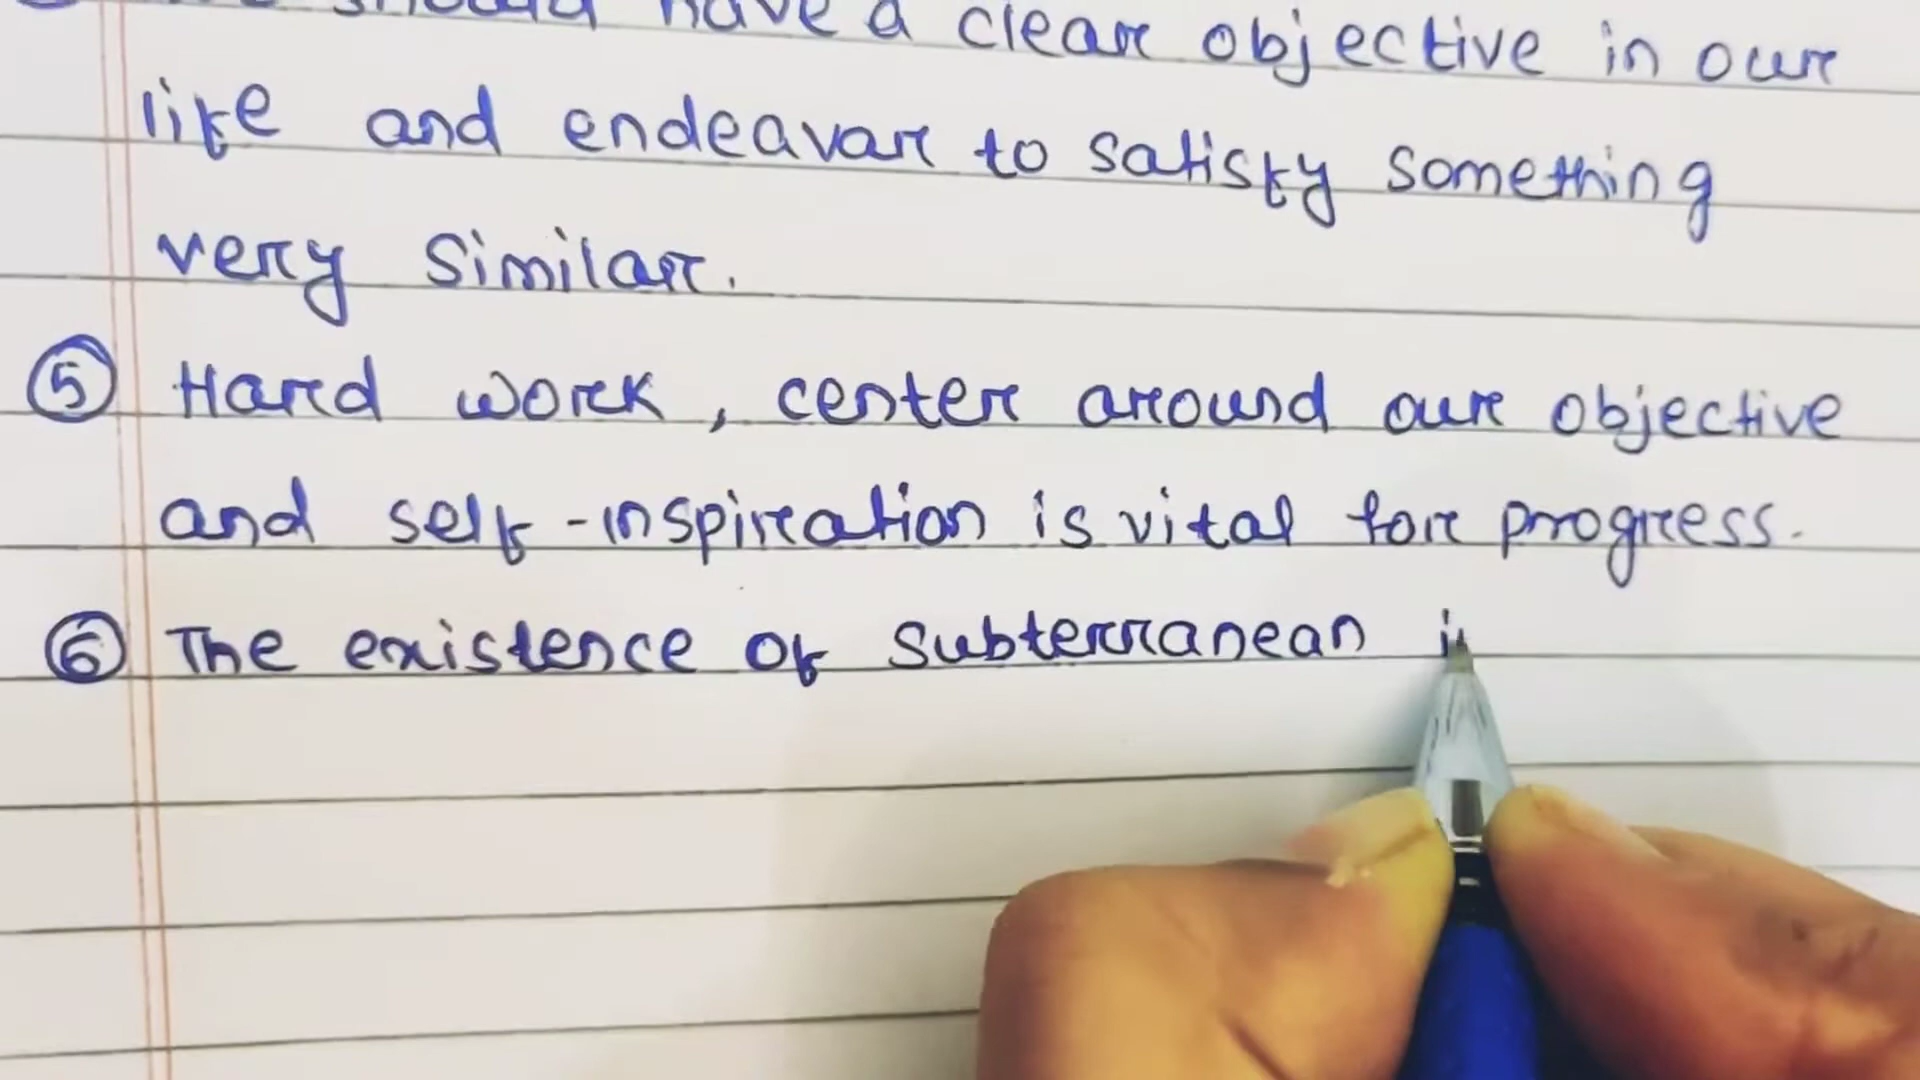 should have a clear objective in our
life and endeavar to satisfy something
very similar.
5 Hard work, center around our objective
and self-inspiration is vital for progress.
6 The existence of subterranean i